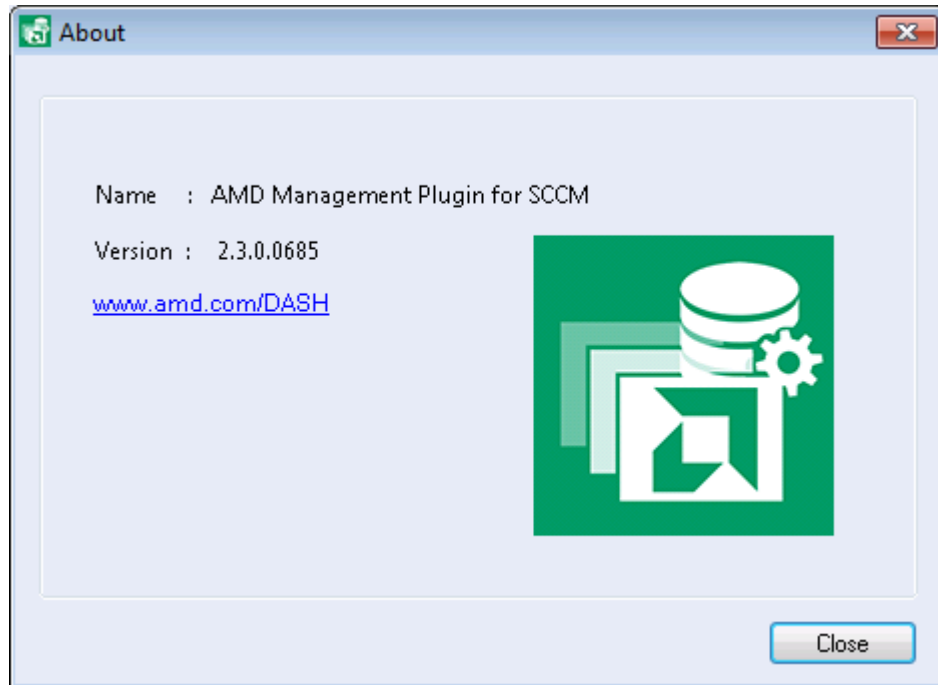 About
Name : AMD Management Plugin for SCCM
Version : 2.3.0.0685
www.amd.com/DASH
Close